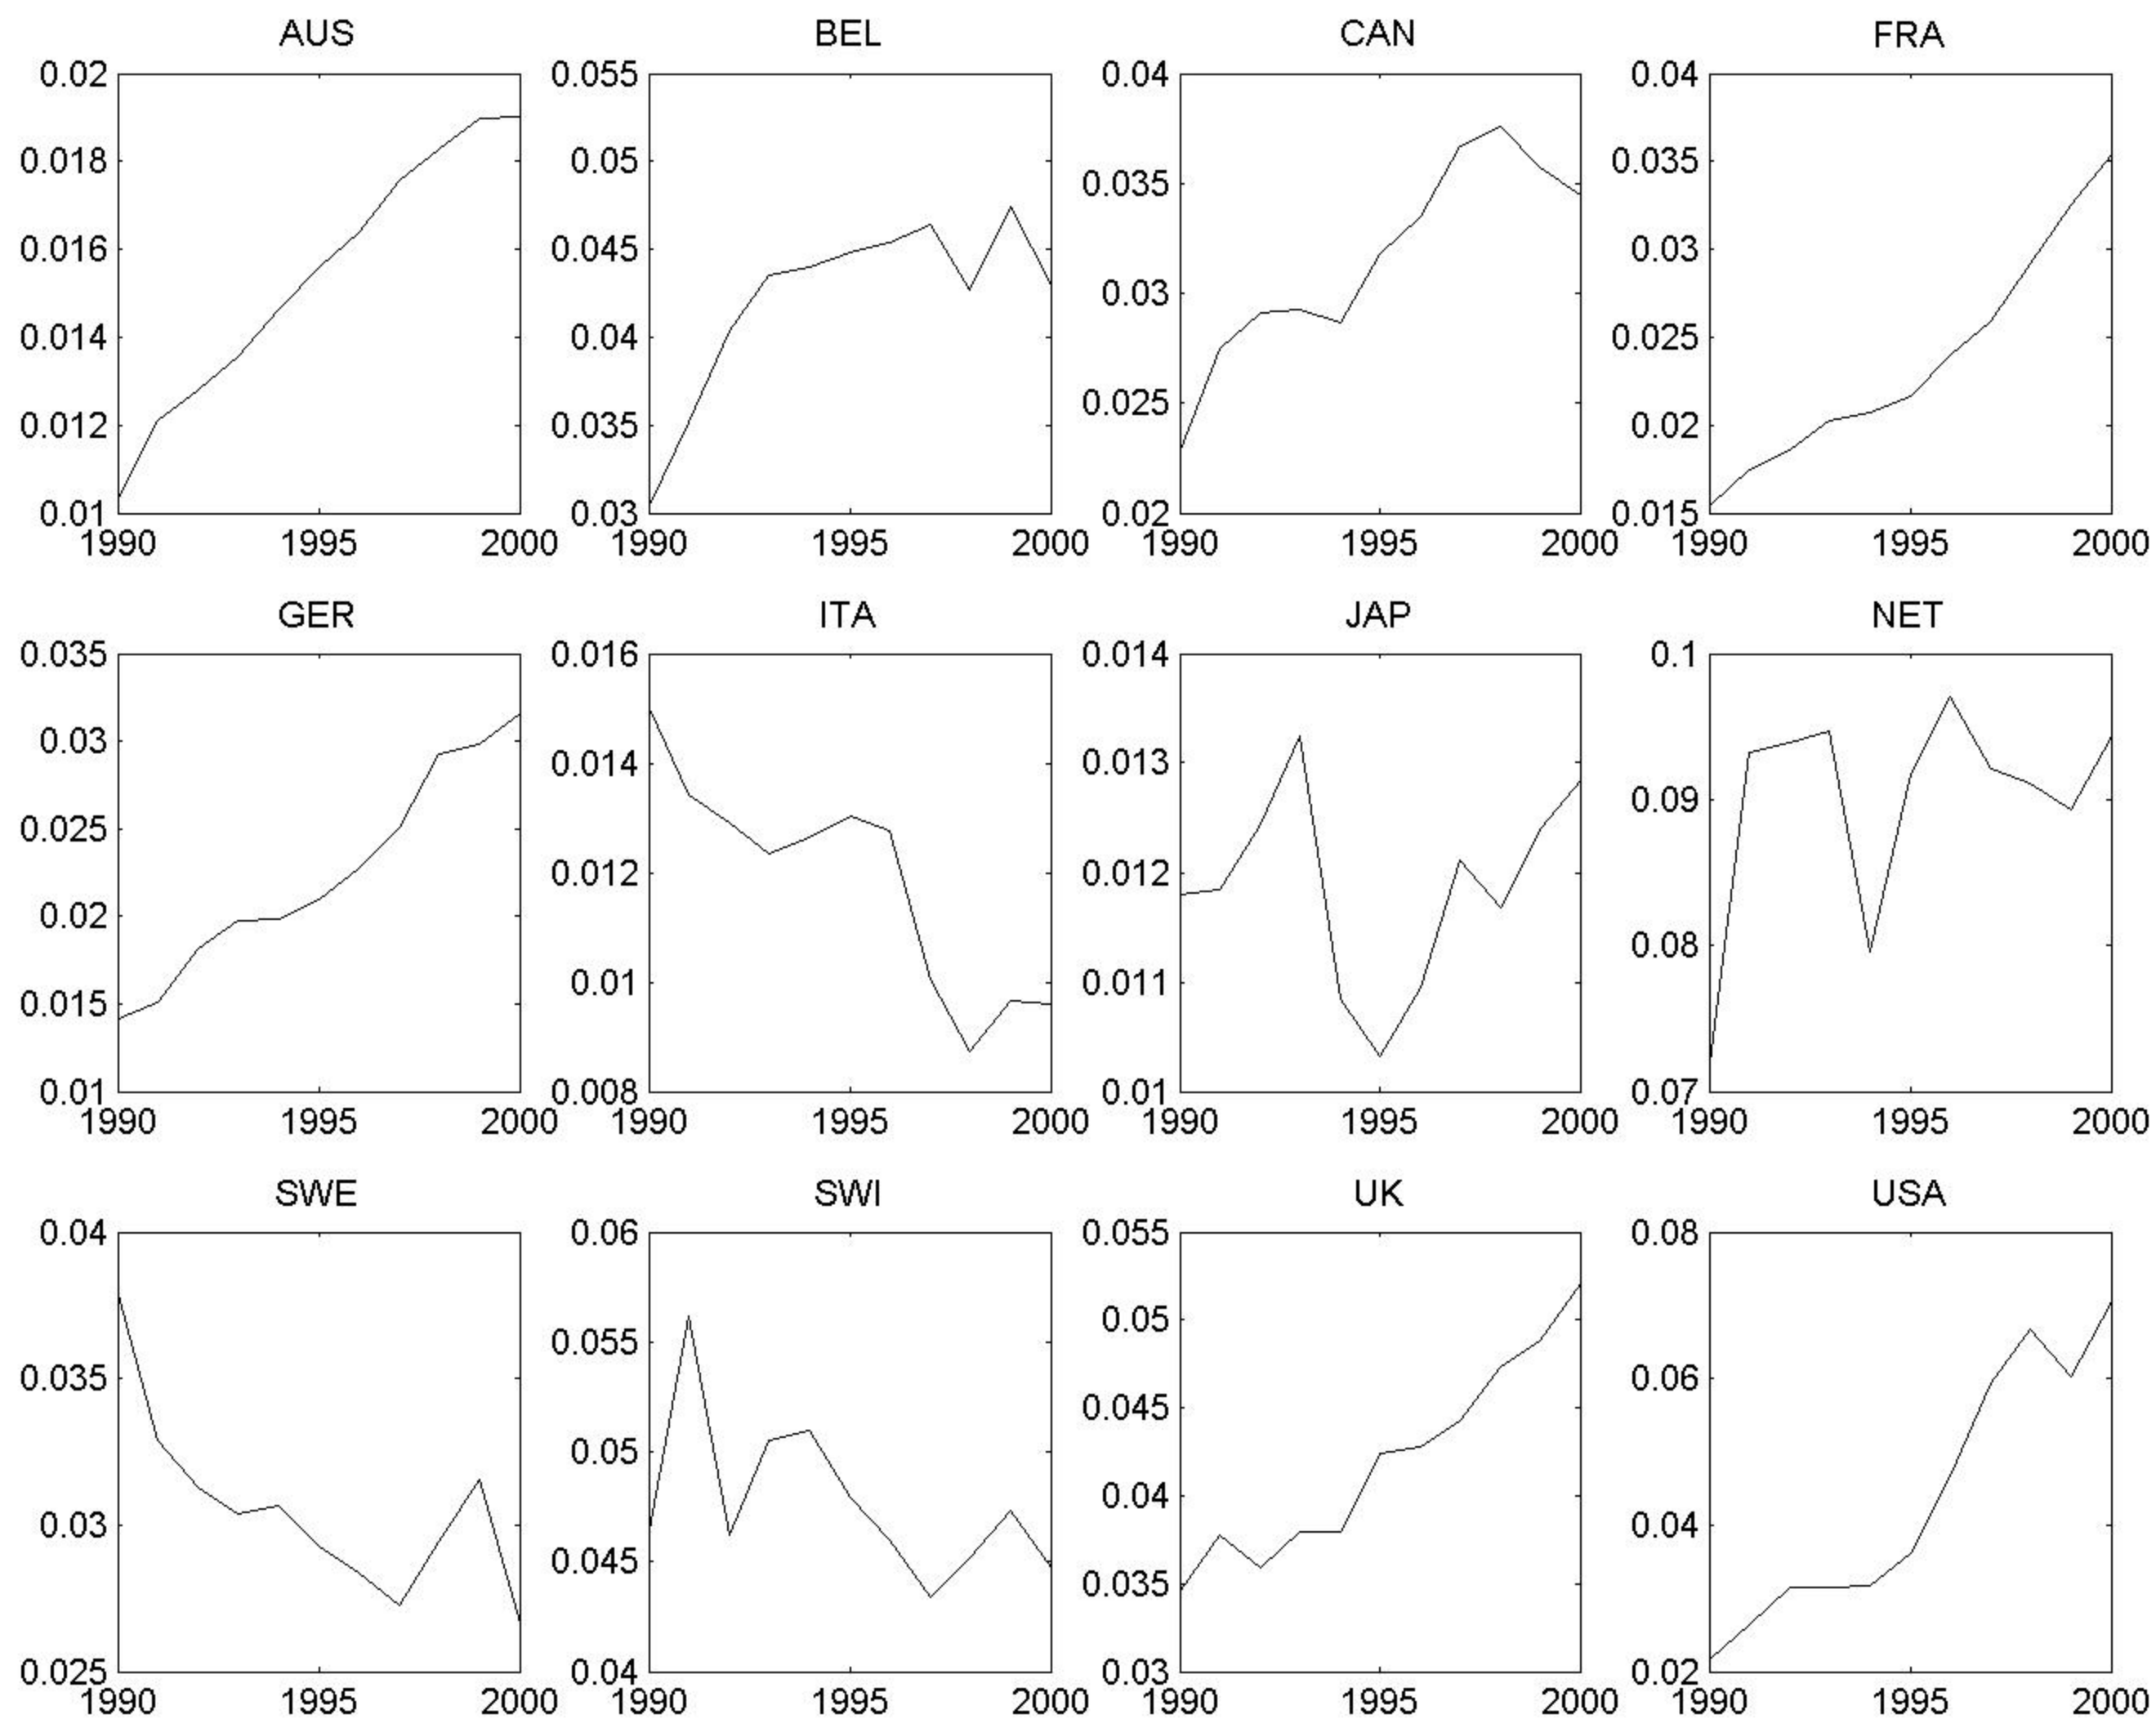 AUS BEL CAN FRA
0.02 0.055 0.04 0.04
0.018 0.05 0.035 0.035
0.016 0.045 0.03 0.03
0.014 0.04 0.025 0.025
0.012 0.035 0.02
0.01 0.03 0.02 0.015
1990 1995 2000 1990 1995 2000 1990 1995 2000 1990 1995 2000
GER ITA JAP NET
0.035 0.016 0.014 0.1
0.03 0.014 0.013
0.025 0.09
0.02 0.012 0.012
0.08
0.015 0.01 0.011
0.01 0.008 0.01 0.07
1990 1995 2000 1990 1995 2000 1990 1995 2000 1990 1995 2000
SWE SWI UK USA
0.04 0.06 0.055 0.08
0.055 0.05
0.035 0.06
0.05 0.045
0.03 0.04 0.04
0.045 0.035
0.025 0.04 0.03 0.02
1990 1995 2000 1990 1995 2000 1990 1995 2000 1990 1995 2000